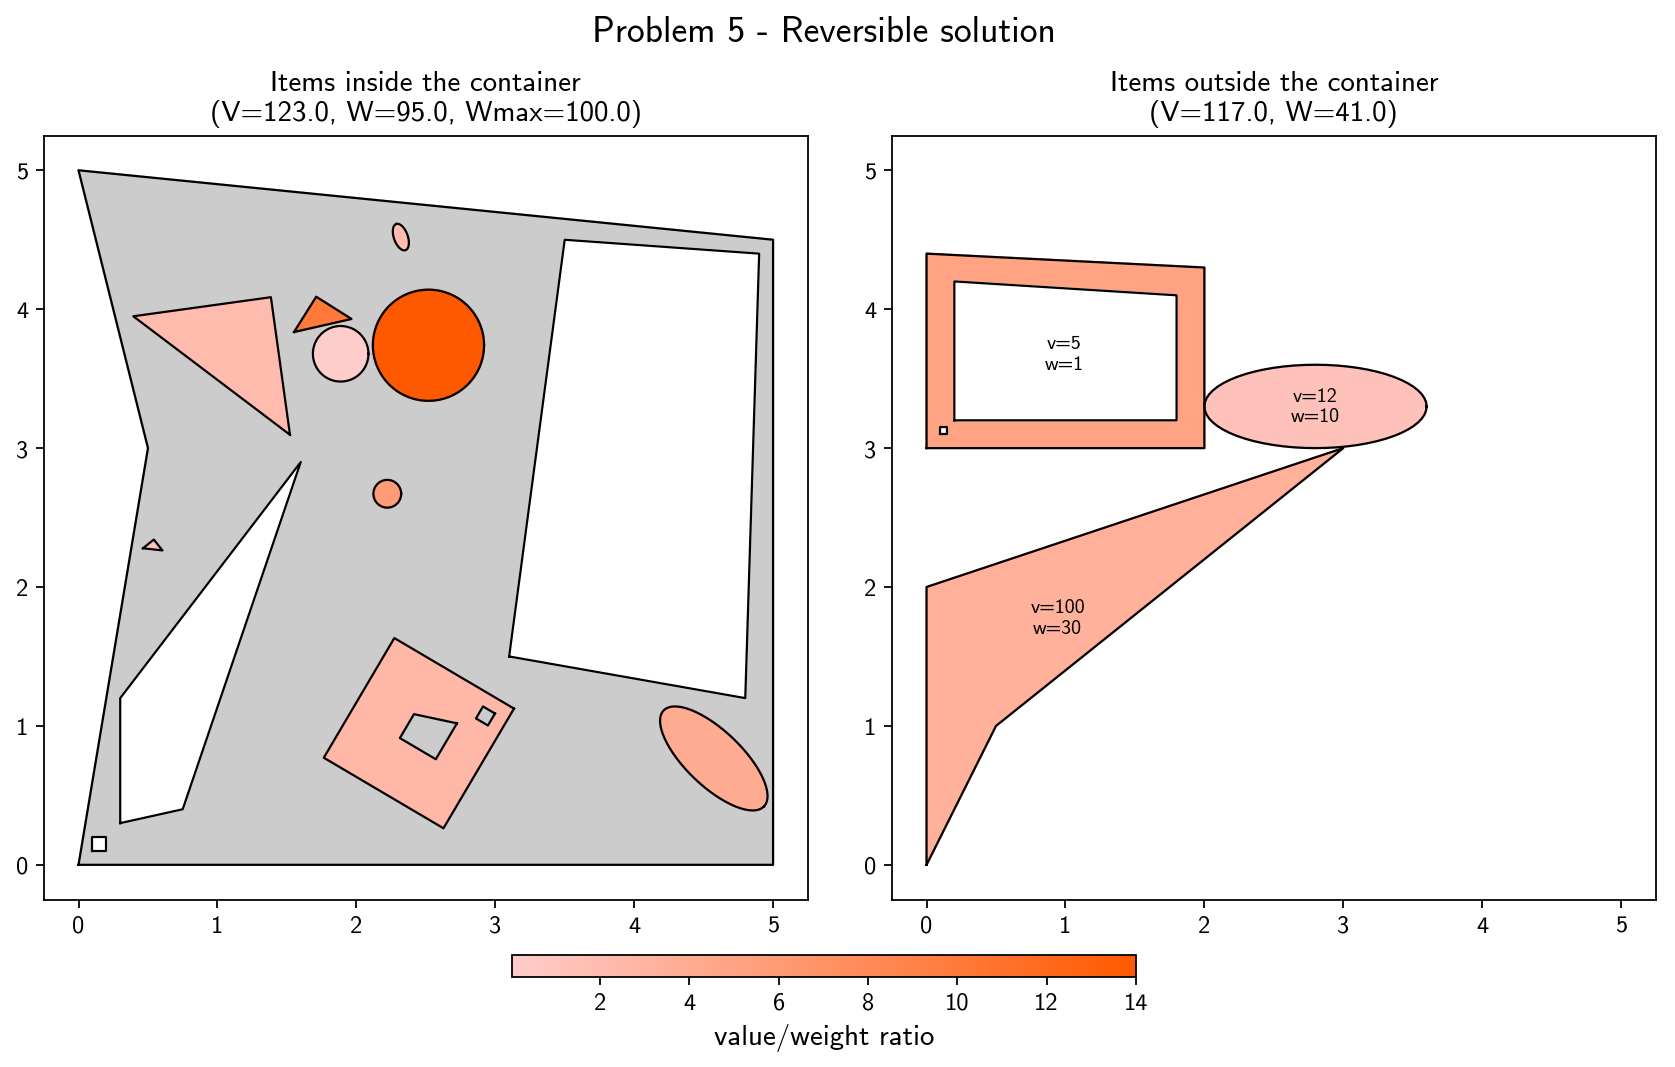 Problem 5 - Reversible solution
Items inside the container
(V=123.0, W=95.0, Wmax=100.0)
5
4
3
2
1
0
0 1 2 3 4 5
Items outside the container
(V=117.0, W=41.0)
5
4
3
2
1
0
v=5
w=1
v=12
w=10
v=100
w=30
0 1 2 3 4 5
2 4 6 8 10 12 14
value/weight ratio